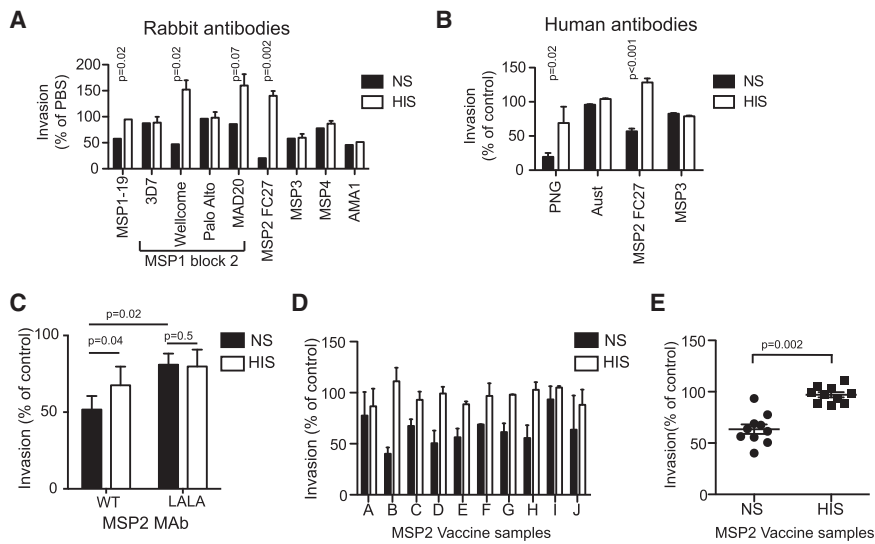 A
Rabbit antibodies
p=0.02
p=0.02
p=0.07
p=0.002
200
150
100
50
0
Invasion
(% of PBS)
NS
HIS
MSP1-19
3D7
Wellcome
Palo Alto
MAD20
MSP2 FC27
MSP3
MSP4
AMA1
MSP1 block 2
B
Human antibodies
p=0.02
p<0.001
150
100
50
0
Invasion
(% of control)
NS
HIS
PNG
Aust
MSP2 FC27
MSP3
C
p=0.02
p=0.04
p=0.5
100
50
0
Invasion (% of control)
NS
HIS
WT
LALA
MSP2 MAb
D
150
100
50
0
Invasion (% of control)
NS
HIS
A B C D E F G H I J
MSP2 Vaccine samples
E
p=0.002
150
100
50
0
Invasion(% of control)
NS
HIS
MSP2 Vaccine samples